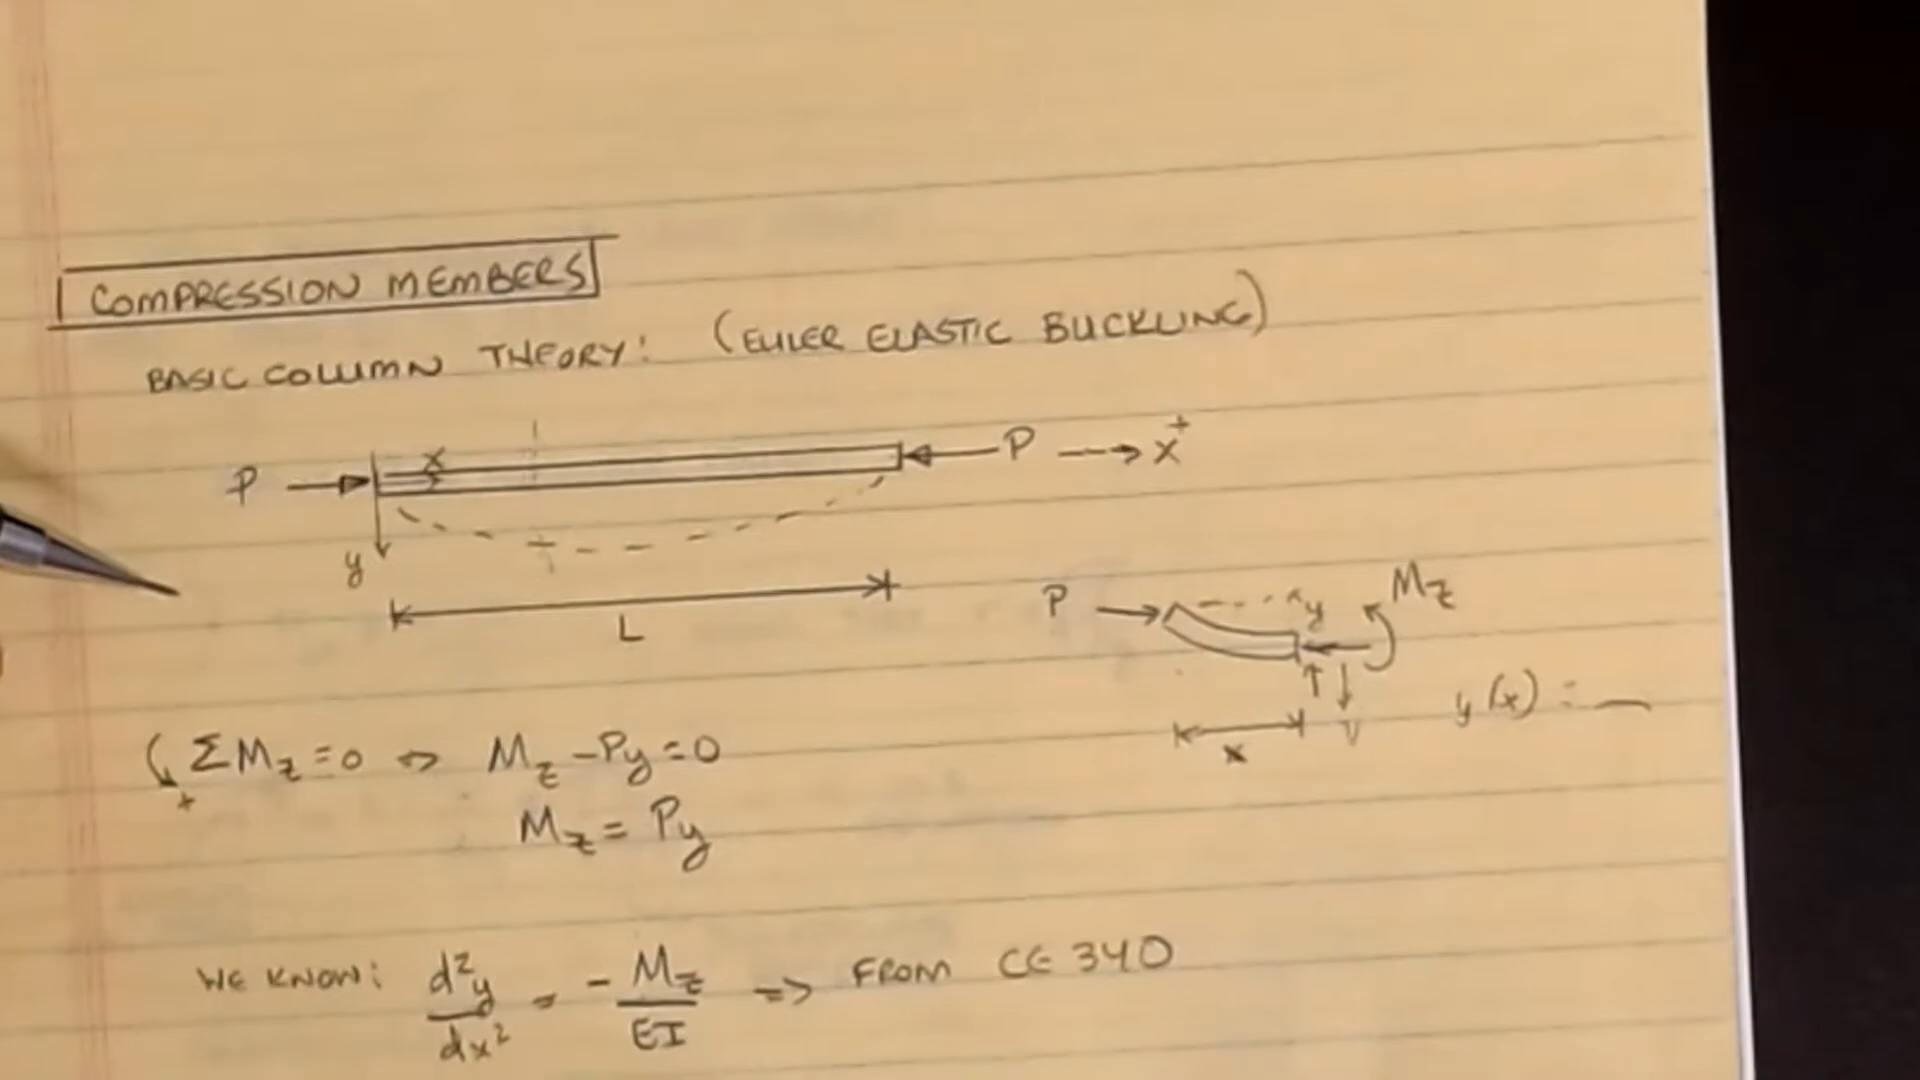 COMPRESSION MEMBERS
BASIC COLUMN THEORY: (EULER ELASTIC BUCKLING)
P x P x+
y
L
P y Mz
V y(x) = __
x
+ ΣMz = 0 => Mz - Py = 0
Mz = Py
WE KNOW: d²y/dx² = - Mz/EI => FROM CE 340